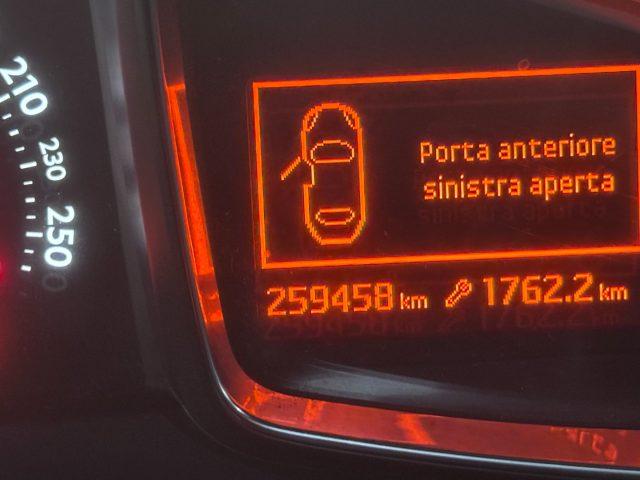 210
230
250
Porta anteriore
sinistra aperta
259458 km 1762.2 km